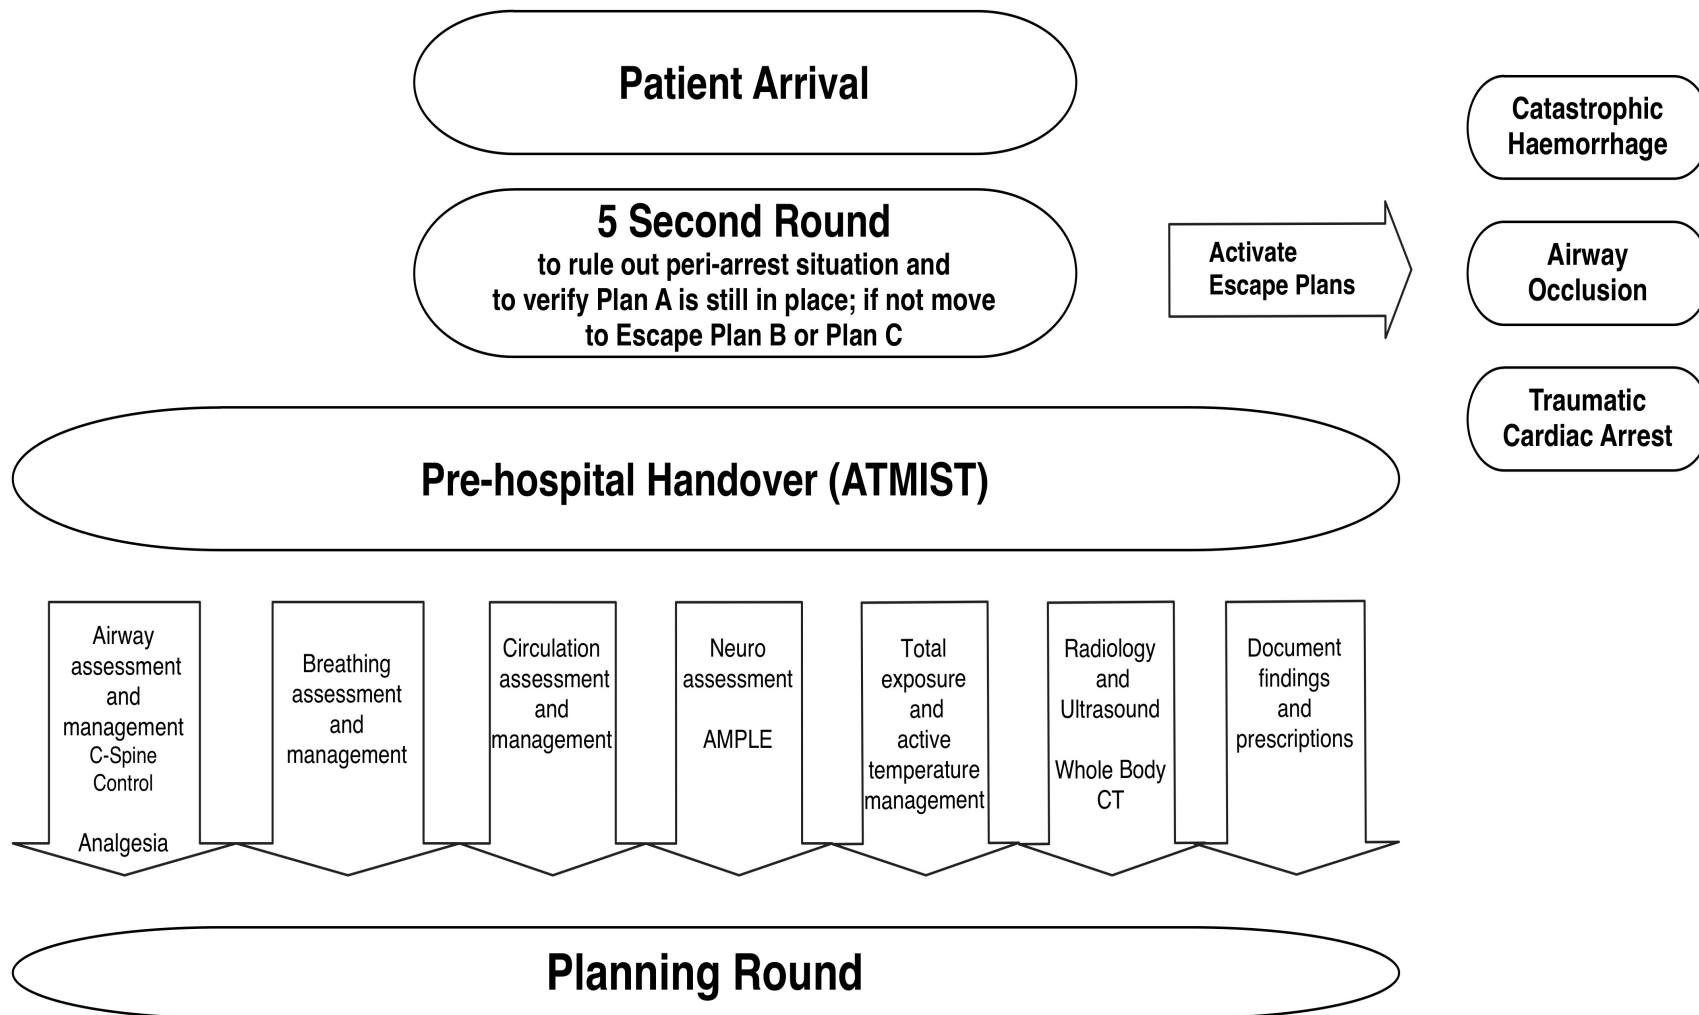 Patient Arrival
5 Second Round
to rule out peri-arrest situation and
to verify Plan A is still in place; if not move
to Escape Plan B or Plan C
Activate
Escape Plans
Catastrophic
Haemorrhage
Airway
Occlusion
Traumatic
Cardiac Arrest
Pre-hospital Handover (ATMIST)
Airway
assessment
and
management
C-Spine
Control
Analgesia
Breathing
assessment
and
management
Circulation
assessment
and
management
Neuro
assessment
AMPLE
Total
exposure
and
active
temperature
management
Radiology
and
Ultrasound
Whole Body
CT
Document
findings
and
prescriptions
Planning Round